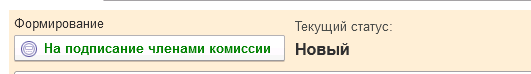 Формирование
На подписание членами комиссии
Текущий статус:
Новый